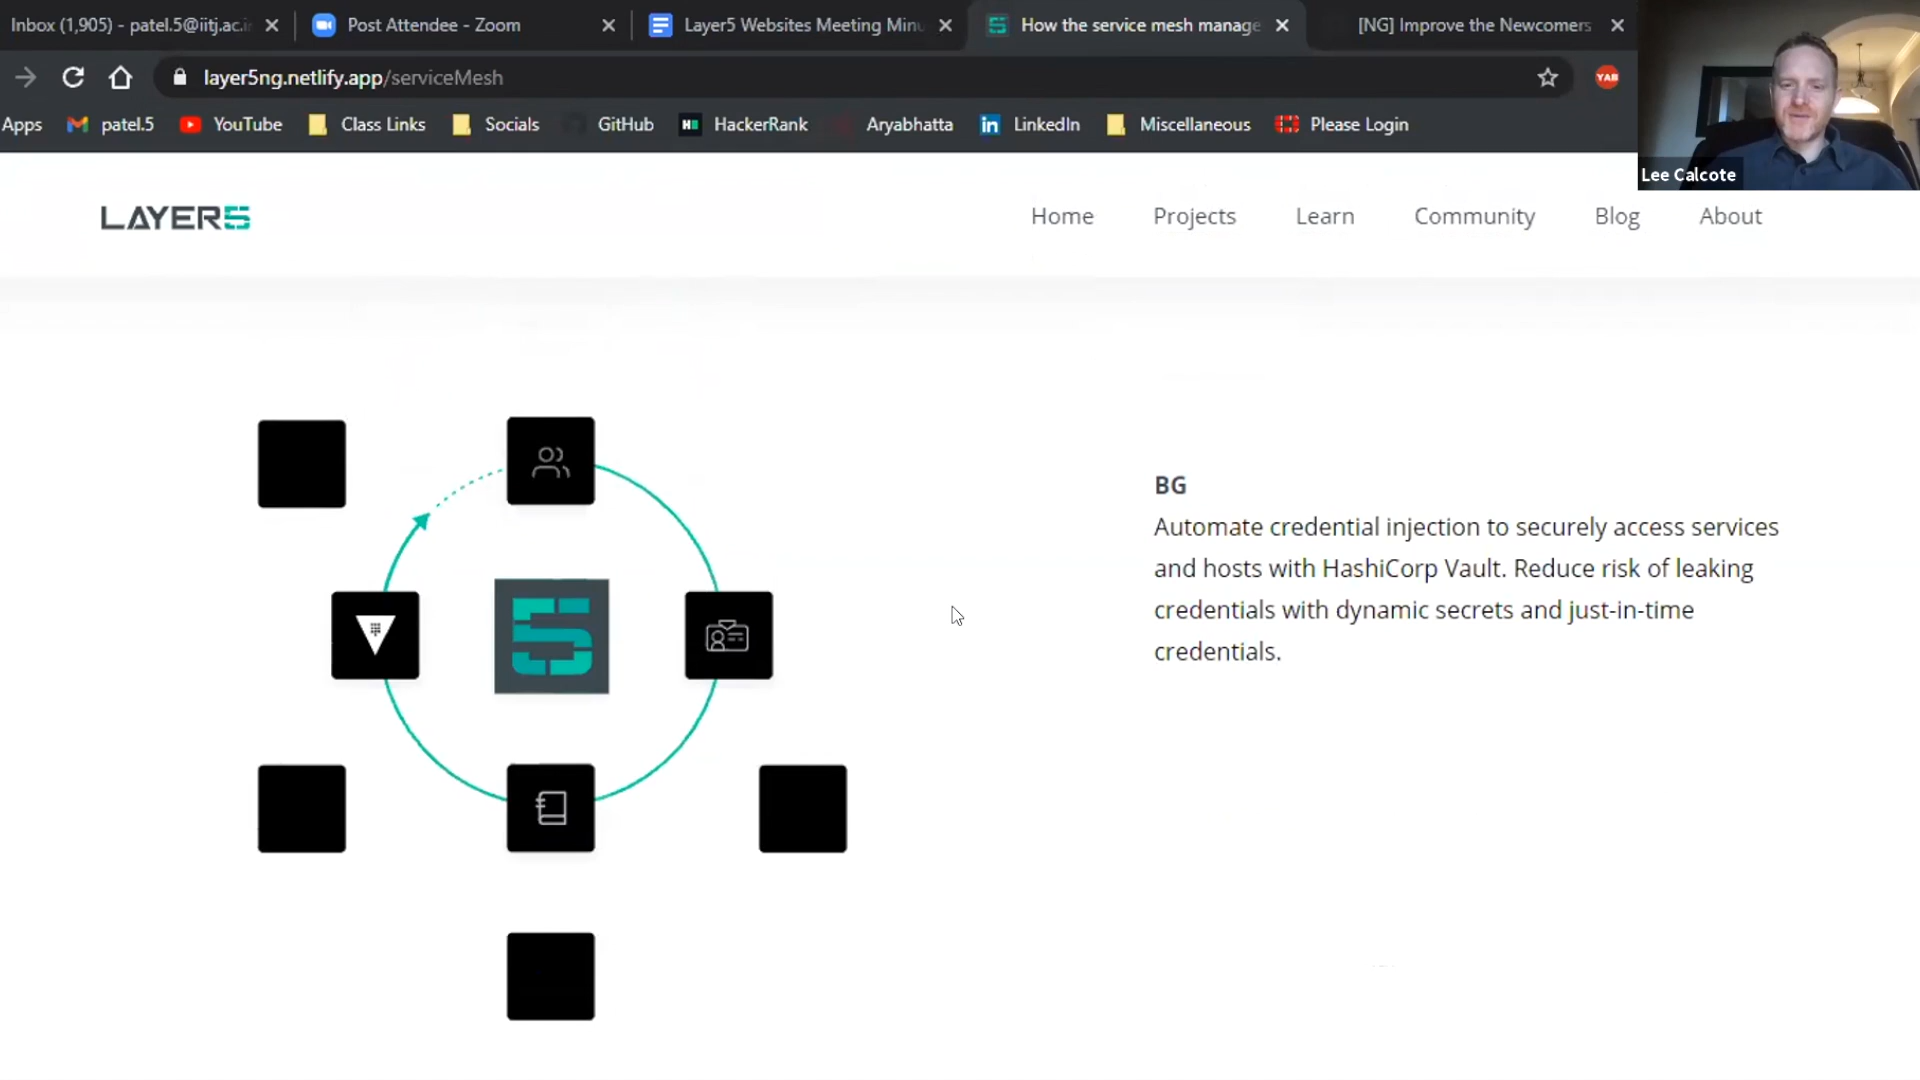 Inbox (1,905) - patel.5@iitj.ac.i
Post Attendee - Zoom
Layer5 Websites Meeting Minu
How the service mesh manage
[NG] Improve the Newcomers
layer5ng.netlify.app/serviceMesh
YAB
Apps
patel.5
YouTube
Class Links
Socials
GitHub
HackerRank
Aryabhatta
LinkedIn
Miscellaneous
Please Login
Lee Calcote
LAYER5
Home
Projects
Learn
Community
Blog
About
5
BG
Automate credential injection to securely access services
and hosts with HashiCorp Vault. Reduce risk of leaking
credentials with dynamic secrets and just-in-time
credentials.